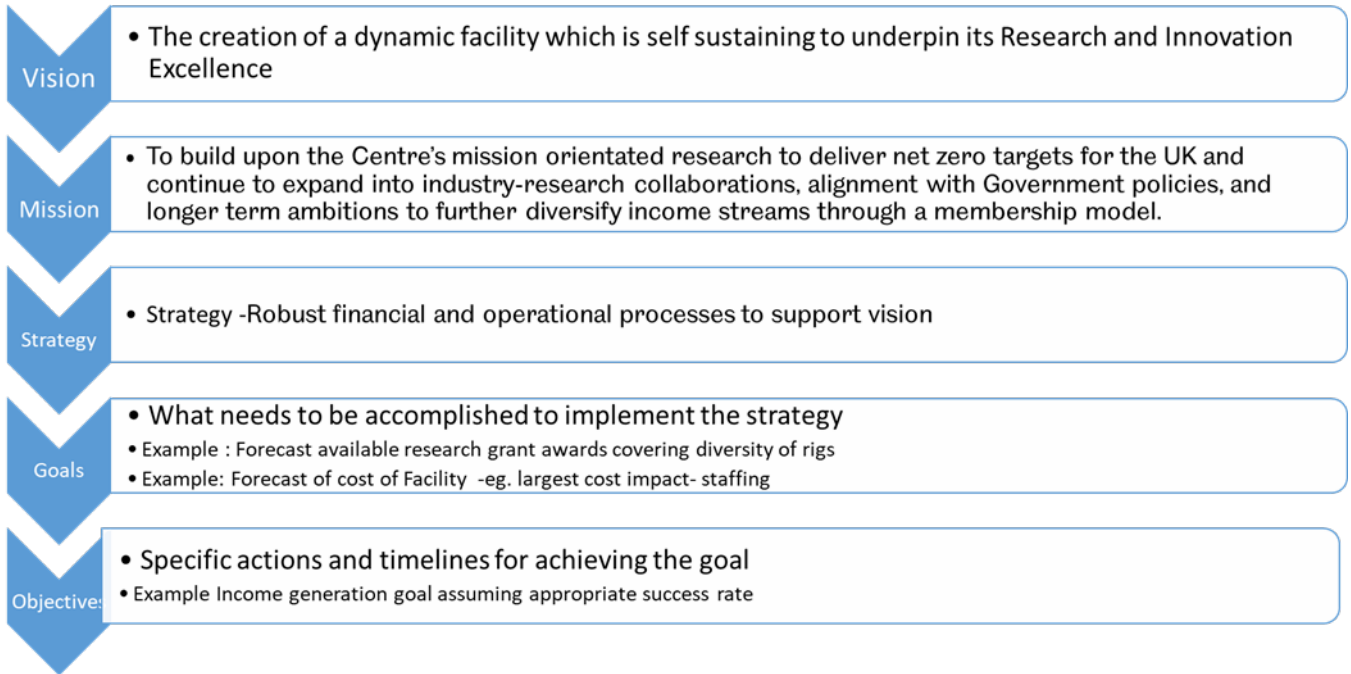 Vision
• The creation of a dynamic facility which is self sustaining to underpin its Research and Innovation
Excellence
Mission
• To build upon the Centre's mission orientated research to deliver net zero targets for the UK and
continue to expand into industry-research collaborations, alignment with Government policies, and
longer term ambitions to further diversify income streams through a membership model.
Strategy
• Strategy -Robust financial and operational processes to support vision
Goals
• What needs to be accomplished to implement the strategy
• Example : Forecast available research grant awards covering diversity of rigs
• Example: Forecast of cost of Facility -eg. largest cost impact- staffing
Objectives
• Specific actions and timelines for achieving the goal
• Example Income generation goal assuming appropriate success rate